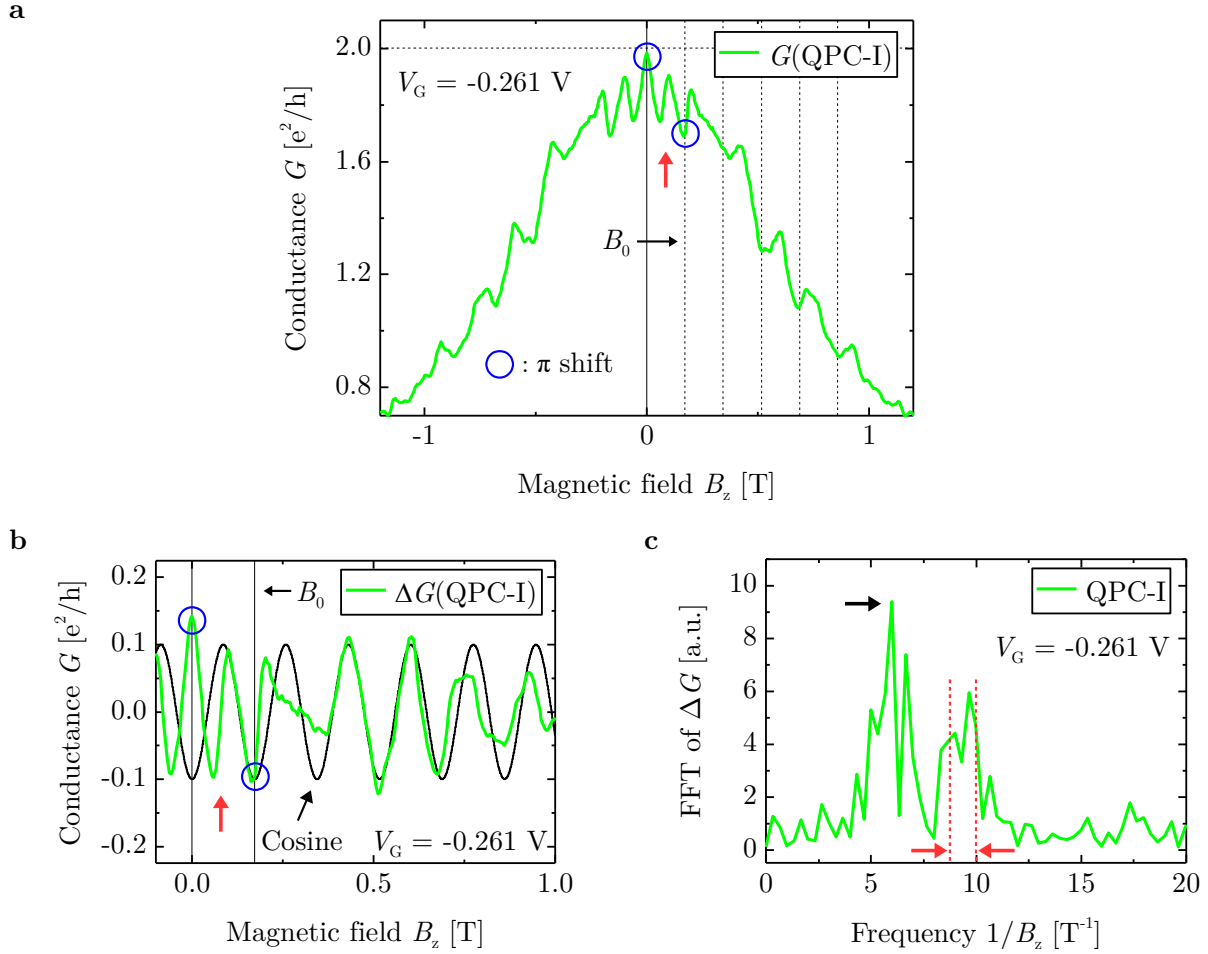 a
2.0
1.6
1.2
0.8
-1
0
1
Conductance G [e²/h]
Magnetic field B_z [T]
G(QPC-I)
V_G = -0.261 V
B_0
: π shift
b
0.2
0.1
0.0
-0.1
-0.2
0.0
0.5
1.0
Conductance G [e²/h]
Magnetic field B_z [T]
B_0
ΔG(QPC-I)
Cosine
V_G = -0.261 V
c
10
8
6
4
2
0
0
5
10
15
20
FFT of ΔG [a.u.]
Frequency 1/B_z [T⁻¹]
QPC-I
V_G = -0.261 V